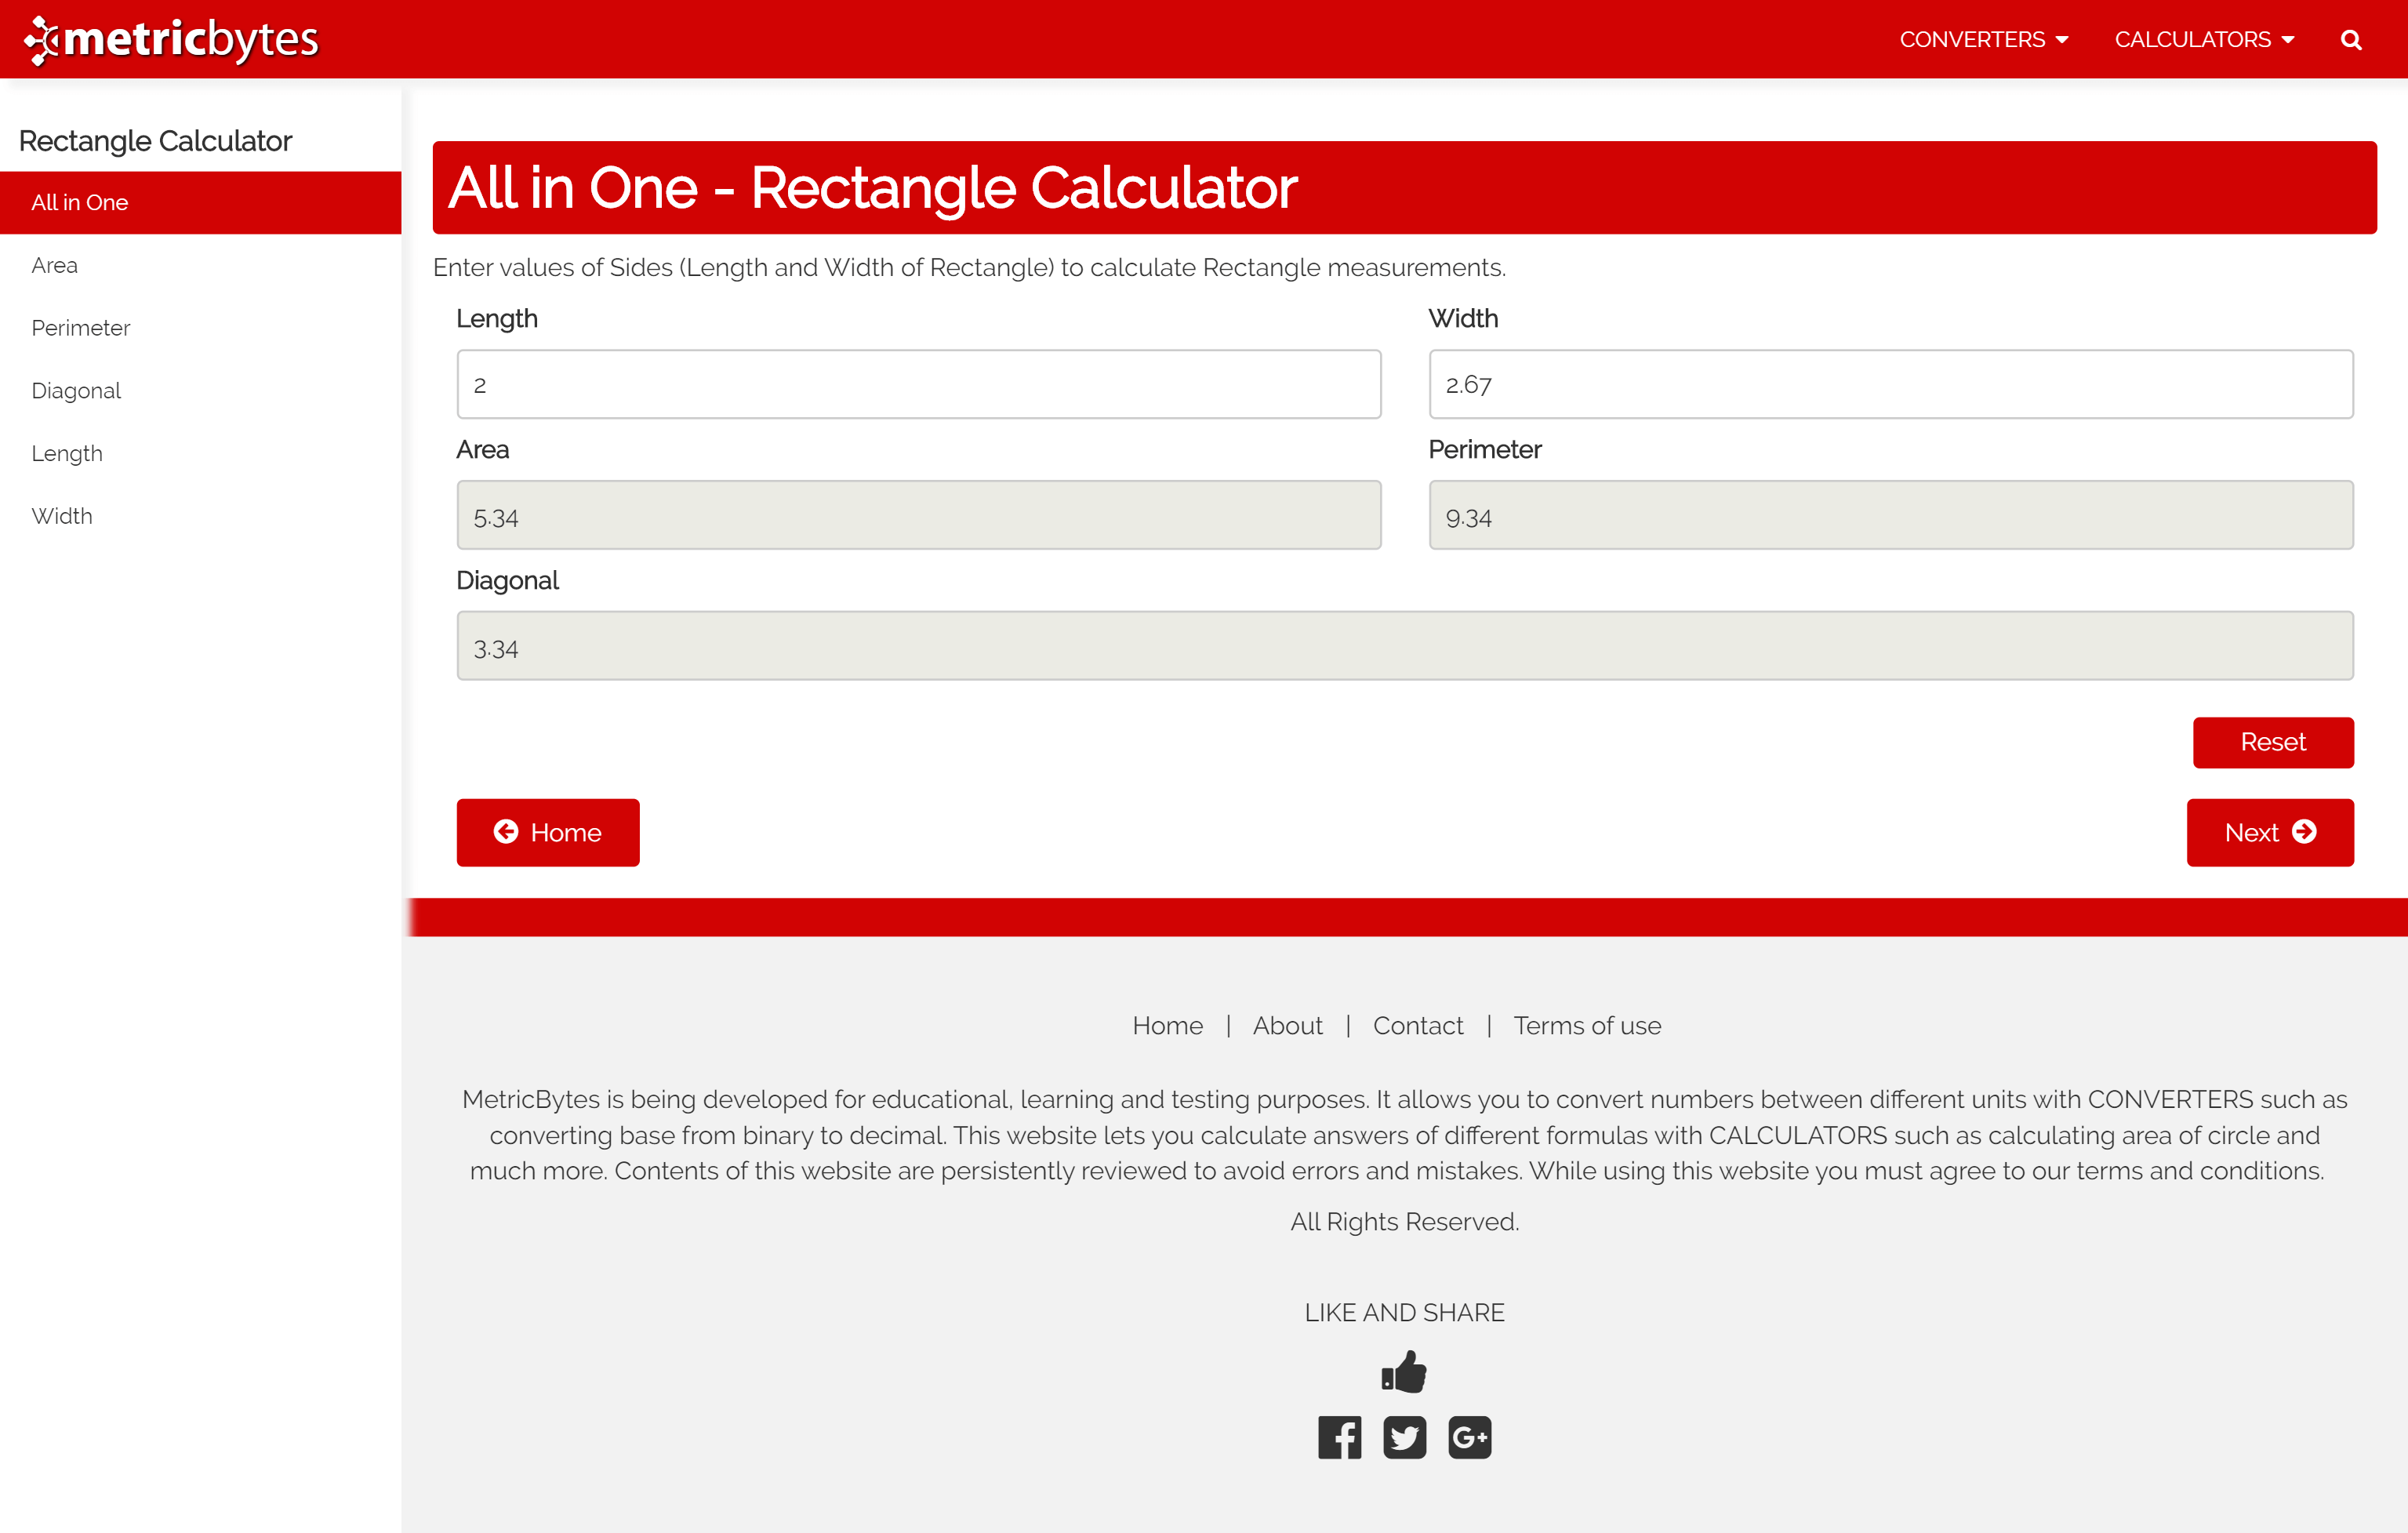 metricbytes
CONVERTERS
CALCULATORS
Rectangle Calculator
All in One
Area
Perimeter
Diagonal
Length
Width
All in One - Rectangle Calculator
Enter values of Sides (Length and Width of Rectangle) to calculate Rectangle measurements.
Length
Width
2
2.67
Area
Perimeter
5.34
9.34
Diagonal
3.34
Reset
Home
Next
Home | About | Contact | Terms of use
MetricBytes is being developed for educational, learning and testing purposes. It allows you to convert numbers between different units with CONVERTERS such as
converting base from binary to decimal. This website lets you calculate answers of different formulas with CALCULATORS such as calculating area of circle and
much more. Contents of this website are persistently reviewed to avoid errors and mistakes. While using this website you must agree to our terms and conditions.
All Rights Reserved.
LIKE AND SHARE